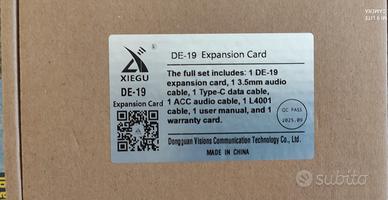 DE-19 Expansion Card
XIEGU
DE-19
Expansion Card
The full set includes: 1 DE-19
expansion card, 1 3.5mm audio
cable, 1 Type-C data cable,
1 ACC audio cable, 1 L4001
cable, 1 user manual, and 1
warranty card.
QC PASS
2025.09
Dongguan Visions Communication Technology Co., Ltd.
MADE IN CHINA
subito